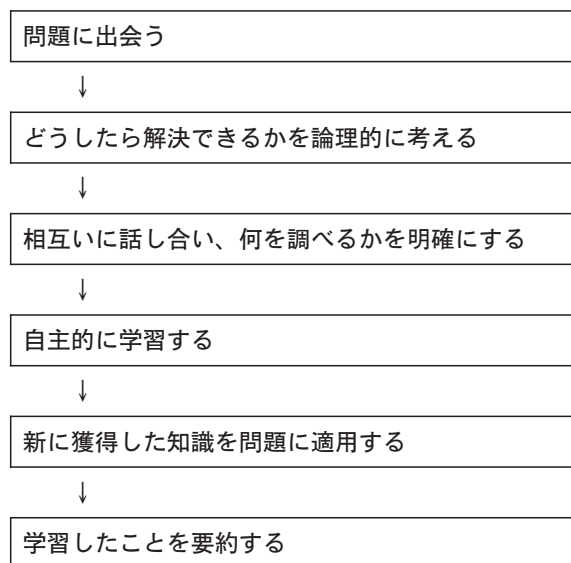 問題に出会う
↓
どうしたら解決できるかを論理的に考える
↓
相互いに話し合い、何を調べるかを明確にする
↓
自主的に学習する
↓
新に獲得した知識を問題に適用する
↓
学習したことを要約する